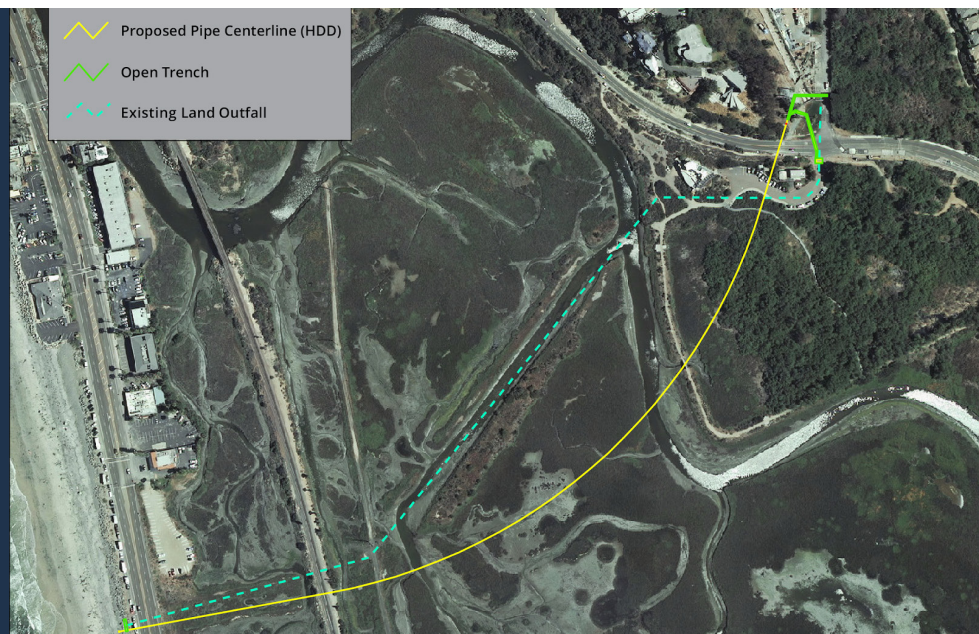 Proposed Pipe Centerline (HDD)
Open Trench
Existing Land Outfall